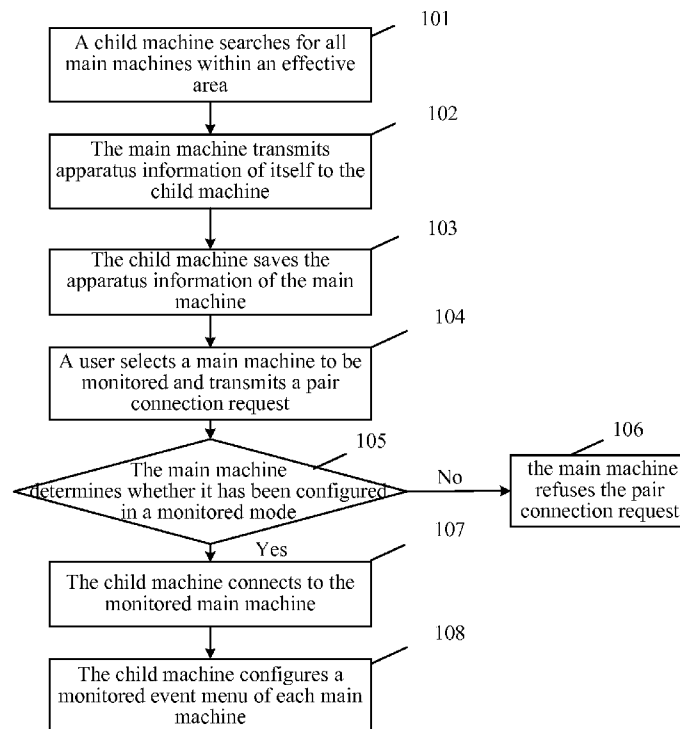 101
A child machine searches for all
main machines within an effective
area
102
The main machine transmits
apparatus information of itself to the
child machine
103
The child machine saves the
apparatus information of the main
machine
104
A user selects a main machine to be
monitored and transmits a pair
connection request
105
The main machine
determines whether it has been configured
in a monitored mode
No
106
the main machine
refuses the pair
connection request
Yes
107
The child machine connects to the
monitored main machine
108
The child machine configures a
monitored event menu of each main
machine